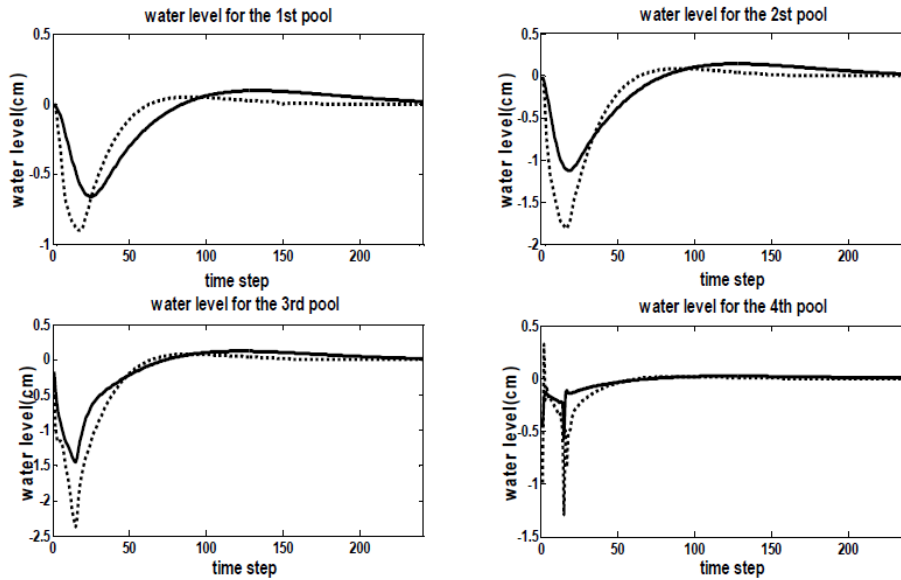 water level for the 1st pool
0.5
0
-0.5
-1
water level(cm)
0 50 100 150 200
time step
water level for the 2st pool
0.5
0
-0.5
-1
-1.5
-2
water level(cm)
0 50 100 150 200
time step
water level for the 3rd pool
0.5
0
-0.5
-1
-1.5
-2
-2.5
water level(cm)
0 50 100 150 200
time step
water level for the 4th pool
0.5
0
-0.5
-1
-1.5
water level(cm)
0 50 100 150 200
time step